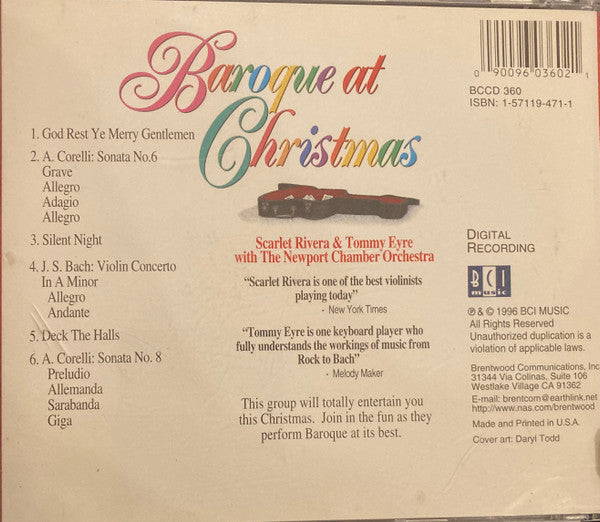 Baroque at
Christmas
1. God Rest Ye Merry Gentlemen
2. A. Corelli: Sonata No.6
Grave
Allegro
Adagio
Allegro
3. Silent Night
4. J. S. Bach: Violin Concerto
In A Minor
Allegro
Andante
5. Deck The Halls
6. A. Corelli: Sonata No. 8
Preludio
Allemanda
Sarabanda
Giga
Scarlet Rivera & Tommy Eyre
with The Newport Chamber Orchestra
“Scarlet Rivera is one of the best violinists
playing today”
- New York Times
“Tommy Eyre is one keyboard player who
fully understands the workings of music from
Rock to Bach”
- Melody Maker
This group will totally entertain you
this Christmas. Join in the fun as they
perform Baroque at its best.
0 90096 03602 1
BCCD 360
ISBN: 1-57119-471-1
DIGITAL
RECORDING
BCI
music
℗ & © 1996 BCI MUSIC
All Rights Reserved
Unauthorized duplication is a
violation of applicable laws.
Brentwood Communications, Inc
31344 Via Colinas, Suite 106
Westlake Village CA 91362
E-mail: brentcom@earthlink.net
http://www.nas.com/brentwood
Made and Printed in U.S.A.
Cover art: Daryl Todd